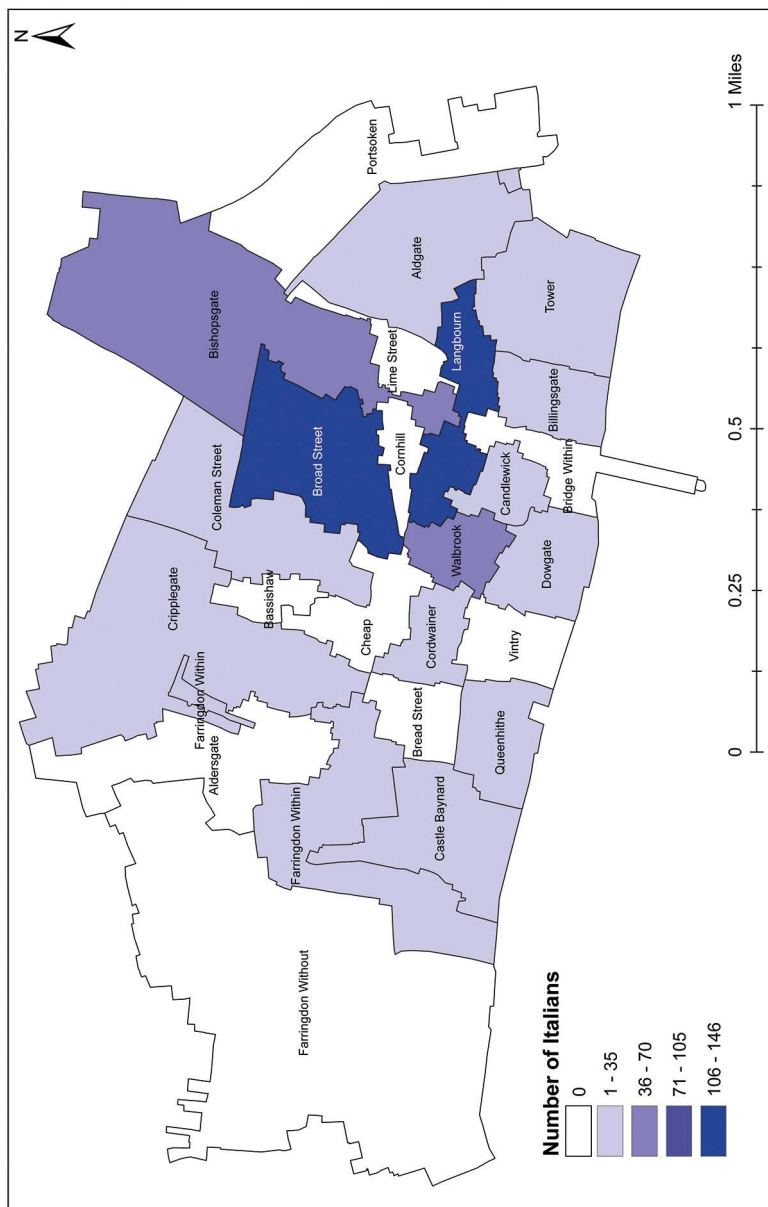 N
Portsoken
Bishopsgate
Aldgate
Tower
Langbourn
Lime Street
Billingsgate
Broad Street
Cornhill
Coleman Street
Candlewick
Bridge Within
Walbrook
Dowgate
Cripplegate
Bassishaw
Cheap
Cordwainer
Vintry
Farringdon Within
Aldersgate
Bread Street
Queenhithe
Farringdon Within
Castle Baynard
Farringdon Without
Number of Italians
0
1 - 35
36 - 70
71 - 105
106 - 146
0 0.25 0.5 1 Miles